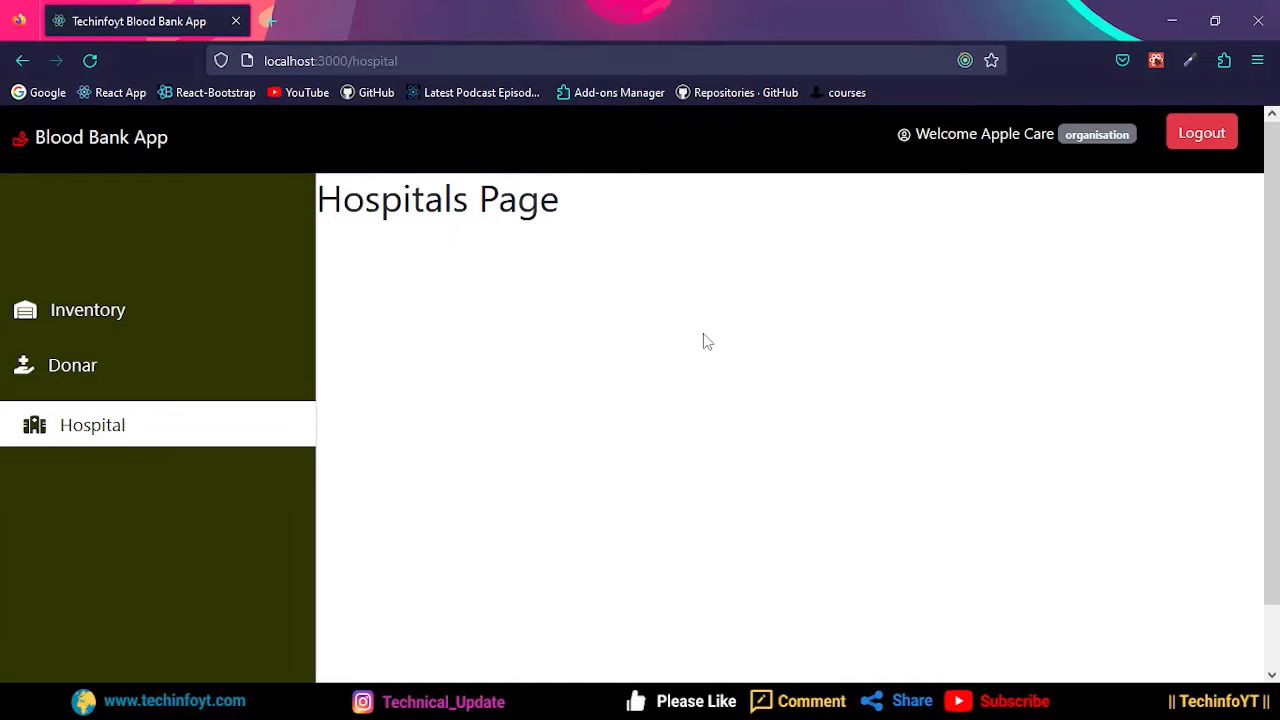 Techinfoyt Blood Bank App
localhost:3000/hospital
Google React App React-Bootstrap YouTube GitHub Latest Podcast Episod... Add-ons Manager Repositories · GitHub courses
Blood Bank App
Welcome Apple Care organisation Logout
Hospitals Page
Inventory
Donar
Hospital
www.techinfoyt.com Technical_Update Please Like Comment Share Subscribe || TechinfoYT ||